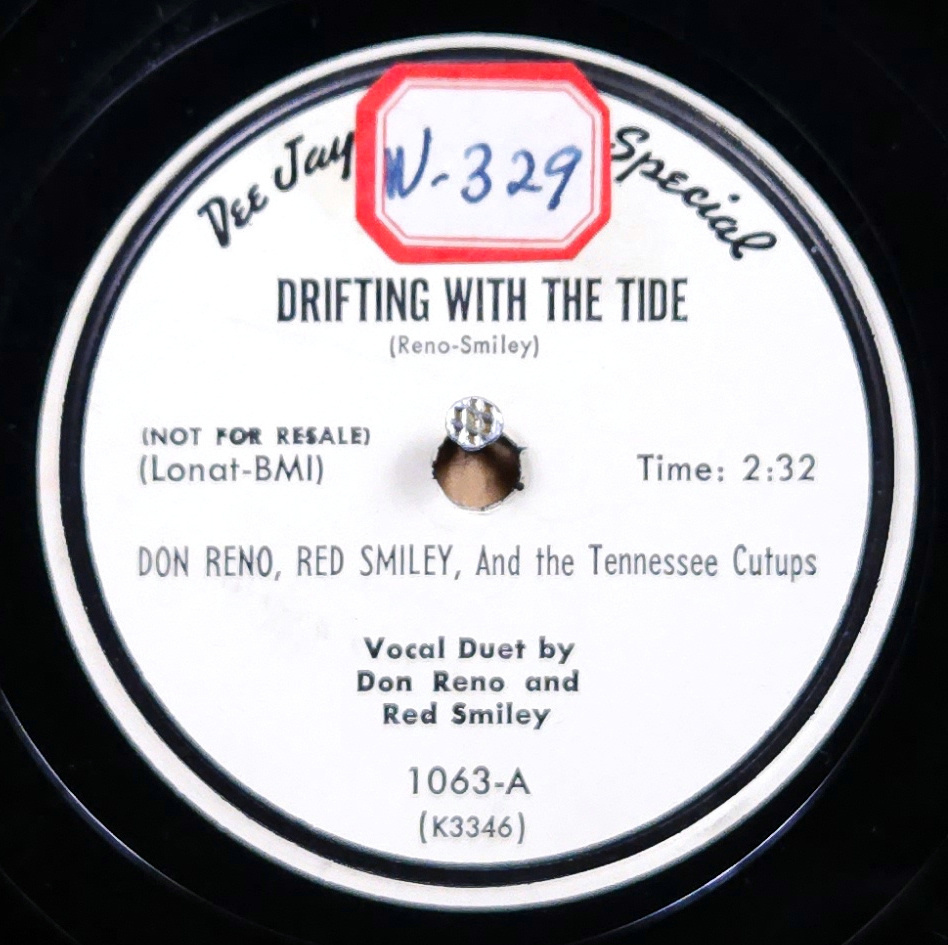 Dee Jay Special
W-329
DRIFTING WITH THE TIDE
(Reno-Smiley)
(NOT FOR RESALE)
(Lonat-BMI)
Time: 2:32
DON RENO, RED SMILEY, And the Tennessee Cutups
Vocal Duet by
Don Reno and
Red Smiley
1063-A
(K3346)